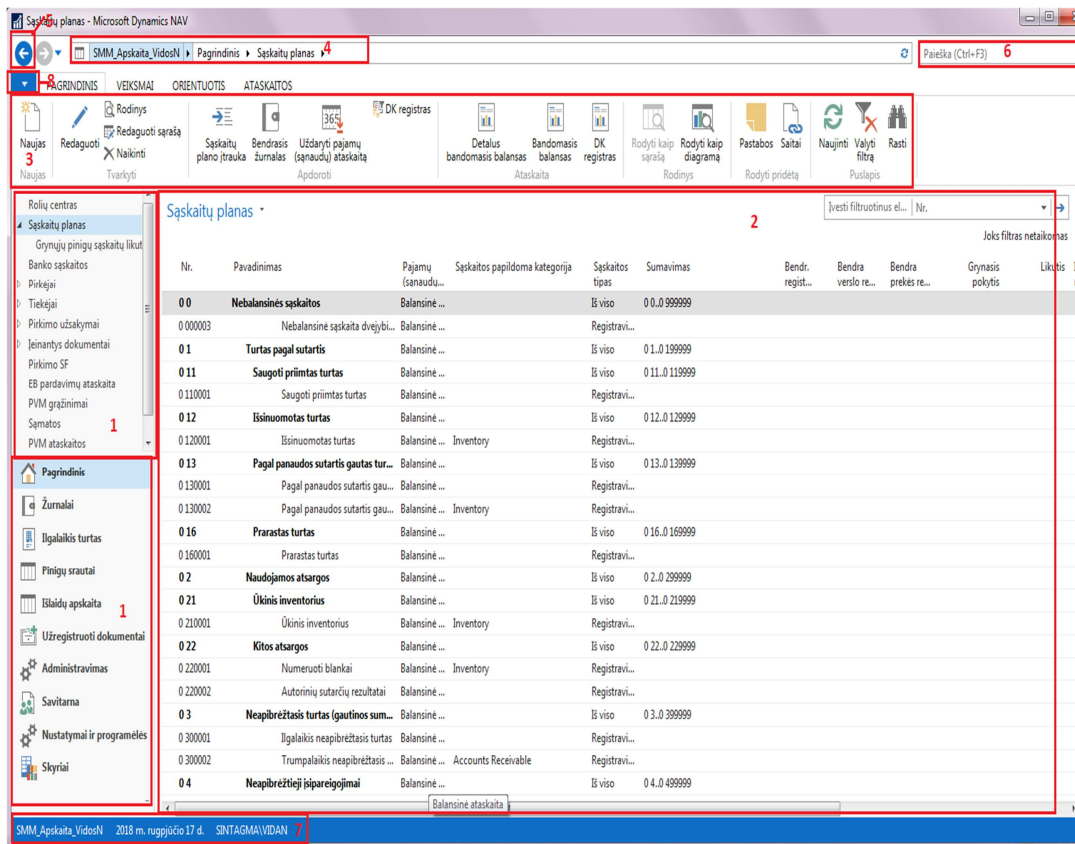 Sąskaitų planas - Microsoft Dynamics NAV
5
SMM_Apskaita_VidosN Pagrindinis Sąskaitų planas 4
Paieška (Ctrl+F3) 6
8 PAGRINDINIS VEIKSMAI ORIENTUOTIS ATASKAITOS
Naujas
3
Naujas
Redaguoti
Rodinys
Redaguoti sąrašą
Naikinti
Tvarkyti
Sąskaitų plano įtrauka
Bendrasis žurnalas
Uždaryti pajamų (sąnaudų) ataskaitą
DK registras
Apdoroti
Detalus bandomasis balansas
Bandomasis balansas
DK registras
Ataskaita
Rodyti kaip sąrašą
Rodyti kaip diagramą
Rodinys
Pastabos
Saitai
Rodyti pridėtą
Naujinti
Valyti filtrą
Rasti
Puslapis
Rolių centras
Sąskaitų planas
Grynųjų pinigų sąskaitų likut
Banko sąskaitos
Pirkėjai
Tiekėjai
Pirkimo užsakymai
Įeinantys dokumentai
Pirkimo SF
EB pardavimų ataskaita
PVM grąžinimai
Sąmatos
1
PVM ataskaitos
Pagrindinis
Žurnalai
Ilgalaikis turtas
Pinigų srautai
Išlaidų apskaita
1
Užregistruoti dokumentai
Administravimas
Savitarna
Nustatymai ir programėlės
Skyriai
Sąskaitų planas
2
Įvesti filtruotinus el... Nr.
Joks filtras netaikomas
Nr. Pavadinimas Pajamų (sąnaudų... Sąskaitos papildoma kategorija Sąskaitos tipas Sumavimas Bendr. regist... Bendra verslo re... Bendra prekės re... Grynasis pokytis Likutis
0 0 Nebalansinės sąskaitos Balansinė ... Iš viso 0 0..0 999999
0 000003 Nebalansinė sąskaita dvejybi... Balansinė ... Registravi...
0 1 Turtas pagal sutartis Balansinė ... Iš viso 0 1..0 199999
0 11 Saugoti priimtas turtas Balansinė ... Iš viso 0 11..0 119999
0 110001 Saugoti priimtas turtas Balansinė ... Registravi...
0 12 Išsinuomotas turtas Balansinė ... Iš viso 0 12..0 129999
0 120001 Išsinuomotas turtas Balansinė ... Inventory Registravi...
0 13 Pagal panaudos sutartis gautas tur... Balansinė ... Iš viso 0 13..0 139999
0 130001 Pagal panaudos sutartis gau... Balansinė ... Registravi...
0 130002 Pagal panaudos sutartis gau... Balansinė ... Inventory Registravi...
0 16 Prarastas turtas Balansinė ... Iš viso 0 16..0 169999
0 160001 Prarastas turtas Balansinė ... Registravi...
0 2 Naudojamos atsargos Balansinė ... Iš viso 0 2..0 299999
0 21 Ūkinis inventorius Balansinė ... Iš viso 0 21..0 219999
0 210001 Ūkinis inventorius Balansinė ... Inventory Registravi...
0 22 Kitos atsargos Balansinė ... Iš viso 0 22..0 229999
0 220001 Numeruoti blankai Balansinė ... Inventory Registravi...
0 220002 Autorinių sutarčių rezultatai Balansinė ... Registravi...
0 3 Neapibrėžtasis turtas (gautinos sum... Balansinė ... Iš viso 0 3..0 399999
0 300001 Ilgalaikis neapibrėžtasis turtas Balansinė ... Registravi...
0 300002 Trumpalaikis neapibrėžtasis ... Balansinė ... Accounts Receivable Registravi...
0 4 Neapibrėžtieji įsipareigojimai Balansinė ... Iš viso 0 4..0 499999
Balansinė ataskaita
SMM_Apskaita_VidosN 2018 m. rugpjūčio 17 d. SINTAGMA\VIDAN 7